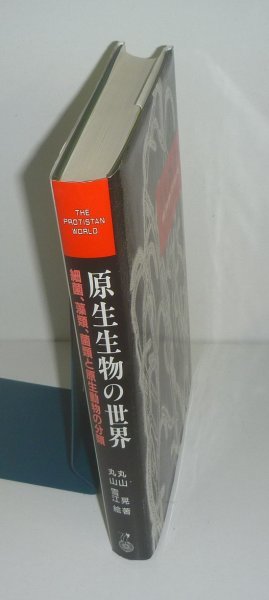 THE
PROTISTAN
WORLD
原生生物の世界
細菌、藻類、菌類と原生動物の分類
丸山 晃 著
丸山雪江 絵